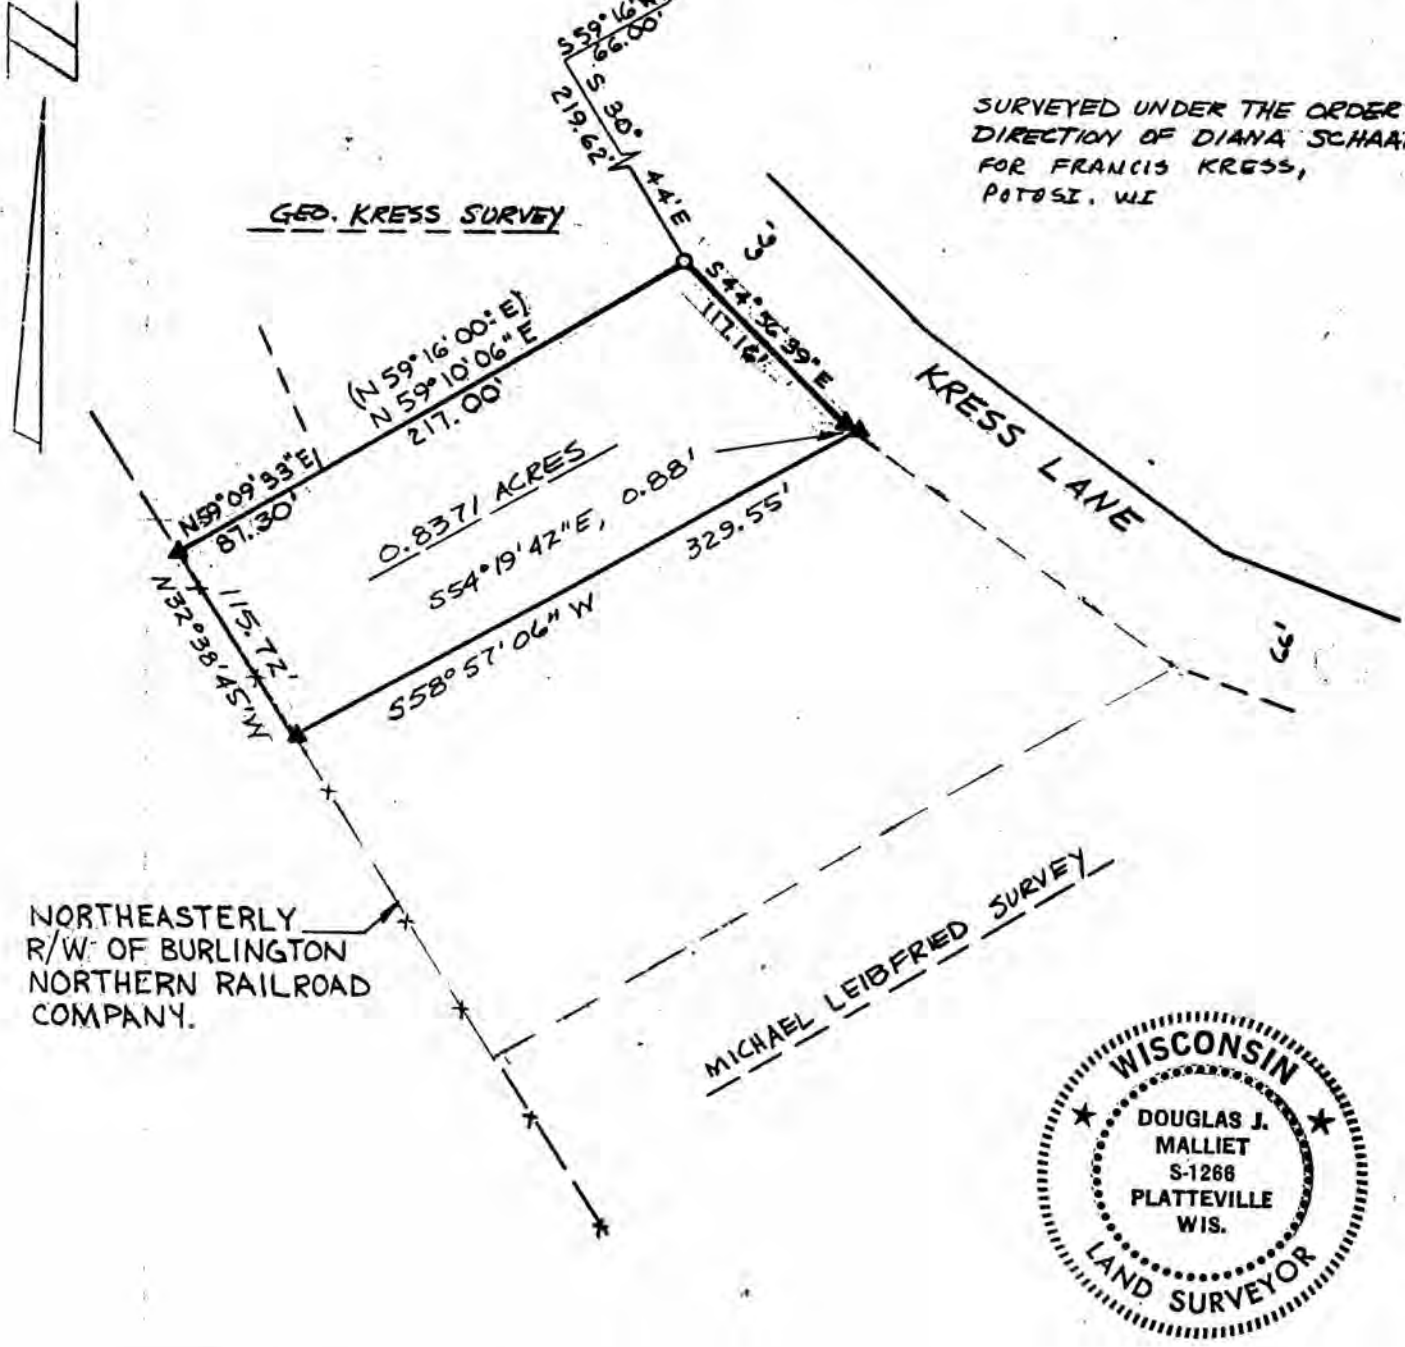 S 59° 16' W
66.00'
S 30° 44' E
219.62'
SURVEYED UNDER THE ORDER
DIRECTION OF DIANA
FOR FRANCIS KRESS,
POTOSI, WI
GEO. KRESS SURVEY
66'
S 44° 56' 39" E
117.16'
(N 59° 16' 00" E)
N 59° 10' 06" E
217.00'
KRESS LANE
N59°09'33"E
87.30'
0.8371 ACRES
S54°19'42"E, 0.88'
329.55'
S58°57'06" W
115.72'
N32°38'45"W
66'
NORTHEASTERLY
R/W OF BURLINGTON
NORTHERN RAILROAD
COMPANY.
MICHAEL LEIBFRIED SURVEY
WISCONSIN
DOUGLAS J.
MALLIET
S-1266
PLATTEVILLE
WIS.
LAND SURVEYOR